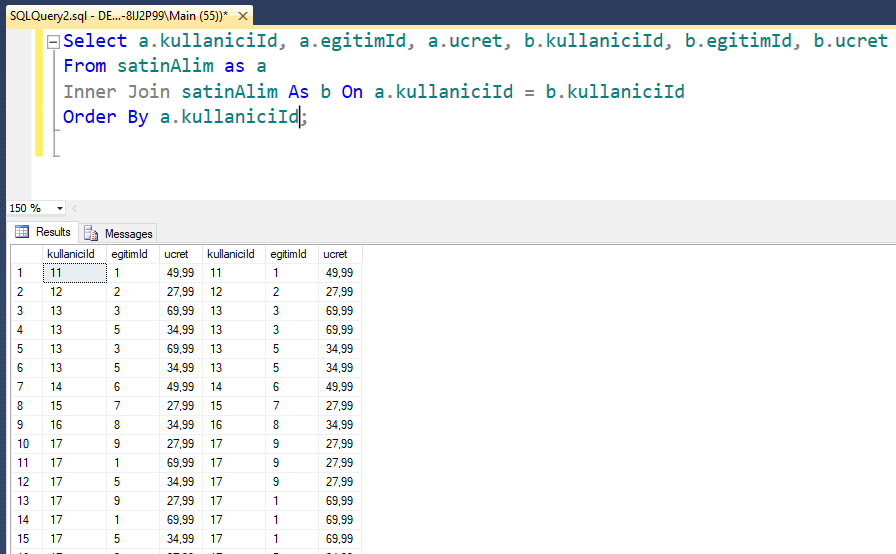 SQLQuery2.sql - DE...-8IJ2P99\Main (55))*
Select a.kullaniciId, a.egitimId, a.ucret, b.kullaniciId, b.egitimId, b.ucret
From satinAlim as a
Inner Join satinAlim As b On a.kullaniciId = b.kullaniciId
Order By a.kullaniciId;
150 %
Results Messages
kullaniciId egitimId ucret kullaniciId egitimId ucret
1 11 1 49,99 11 1 49,99
2 12 2 27,99 12 2 27,99
3 13 3 69,99 13 3 69,99
4 13 5 34,99 13 3 69,99
5 13 3 69,99 13 5 34,99
6 13 5 34,99 13 5 34,99
7 14 6 49,99 14 6 49,99
8 15 7 27,99 15 7 27,99
9 16 8 34,99 16 8 34,99
10 17 9 27,99 17 9 27,99
11 17 1 69,99 17 9 27,99
12 17 5 34,99 17 9 27,99
13 17 9 27,99 17 1 69,99
14 17 1 69,99 17 1 69,99
15 17 5 34,99 17 1 69,99